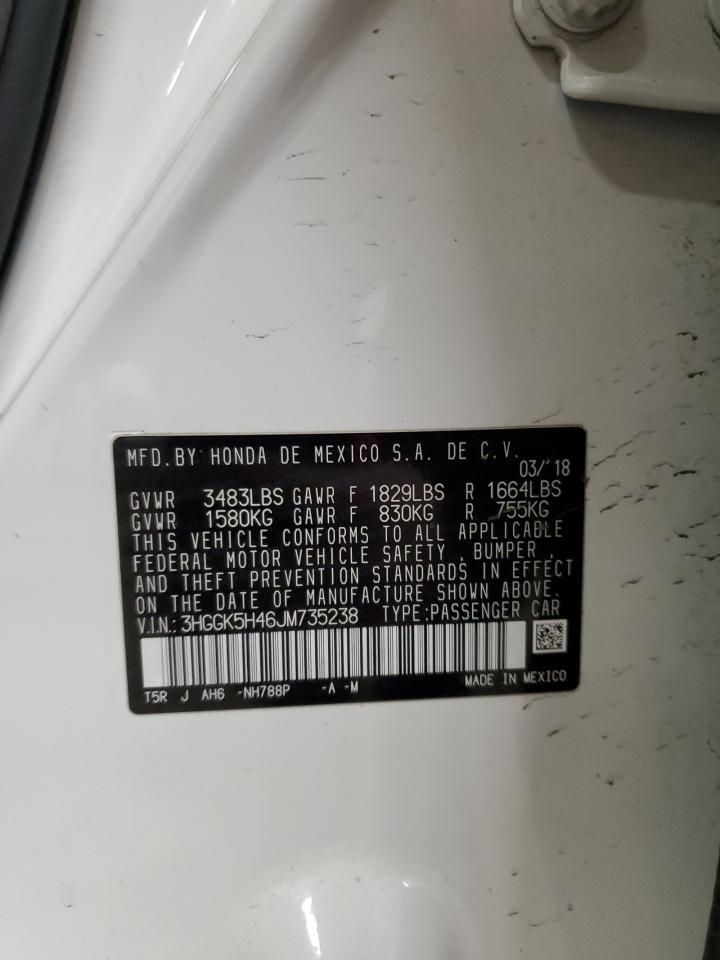 MFD.BY HONDA DE MEXICO S.A. DE C.V.
03/'18
GVWR 3483LBS GAWR F 1829LBS R 1664LBS
GVWR 1580KG GAWR F 830KG R 755KG
THIS VEHICLE CONFORMS TO ALL APPLICABLE
FEDERAL MOTOR VEHICLE SAFETY , BUMPER ,
AND THEFT PREVENTION STANDARDS IN EFFECT
ON THE DATE OF MANUFACTURE SHOWN ABOVE.
V.I.N.: 3HGGK5H46JM735238 TYPE:PASSENGER CAR
MADE IN MEXICO
T5R J AH6 -NH788P -A -M